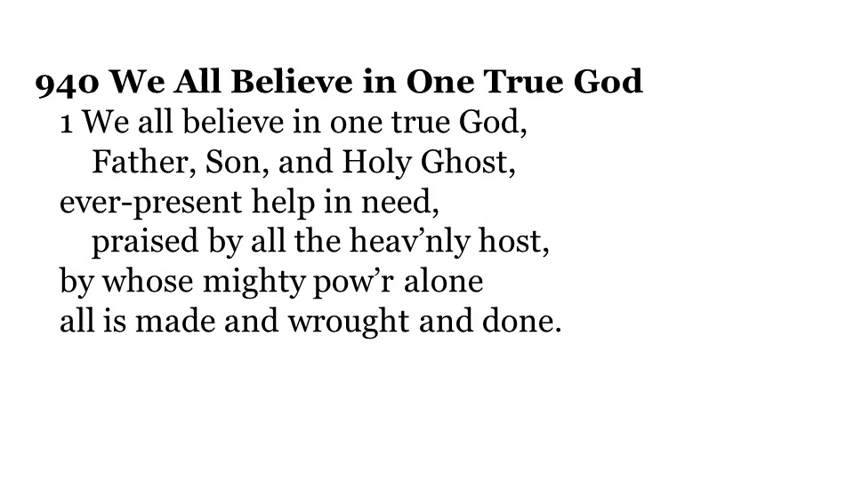 940 We All Believe in One True God
1 We all believe in one true God,
Father, Son, and Holy Ghost,
ever-present help in need,
praised by all the heav’nly host,
by whose mighty pow’r alone
all is made and wrought and done.